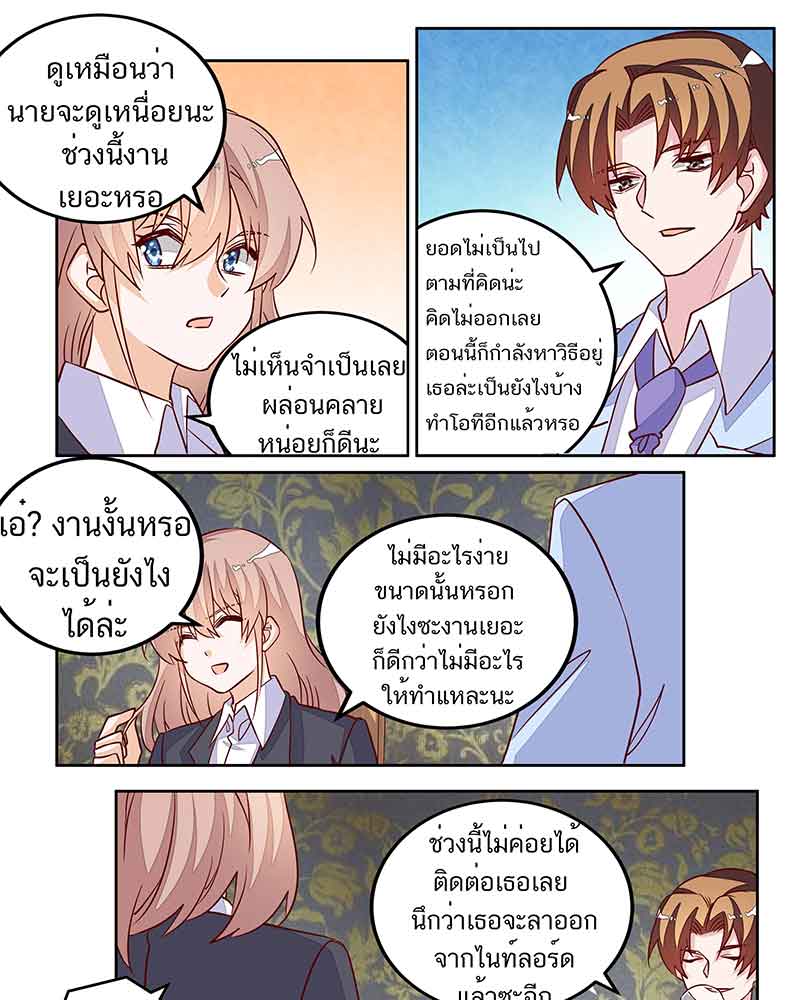 ดูเหมือนว่า
นายจะดูเหนื่อยนะ
ช่วงนี้งาน
เยอะหรอ
ไม่เห็นจำเป็นเลย
ผล่อนคลาย
หน่อยก็ดีนะ
ยอดไม่เป็นไป
ตามที่คิดน่ะ
คิดไม่ออกเลย
ตอนนี้ก็กำลังหาวิธีอยู่
เธอล่ะเป็นยังไงบ้าง
ทำโอทีอีกแล้วหรอ
เอ๋? งานงั้นหรอ
จะเป็นยังไง
ได้ล่ะ
ไม่มีอะไรง่าย
ขนาดนั้นหรอก
ยังไงซะงานเยอะ
ก็ดีกว่าไม่มีอะไร
ให้ทำแหละนะ
ช่วงนี้ไม่ค่อยได้
ติดต่อเธอเลย
นึกว่าเธอจะลาออก
จากไนท์ลอร์ด
แล้วซะอีก